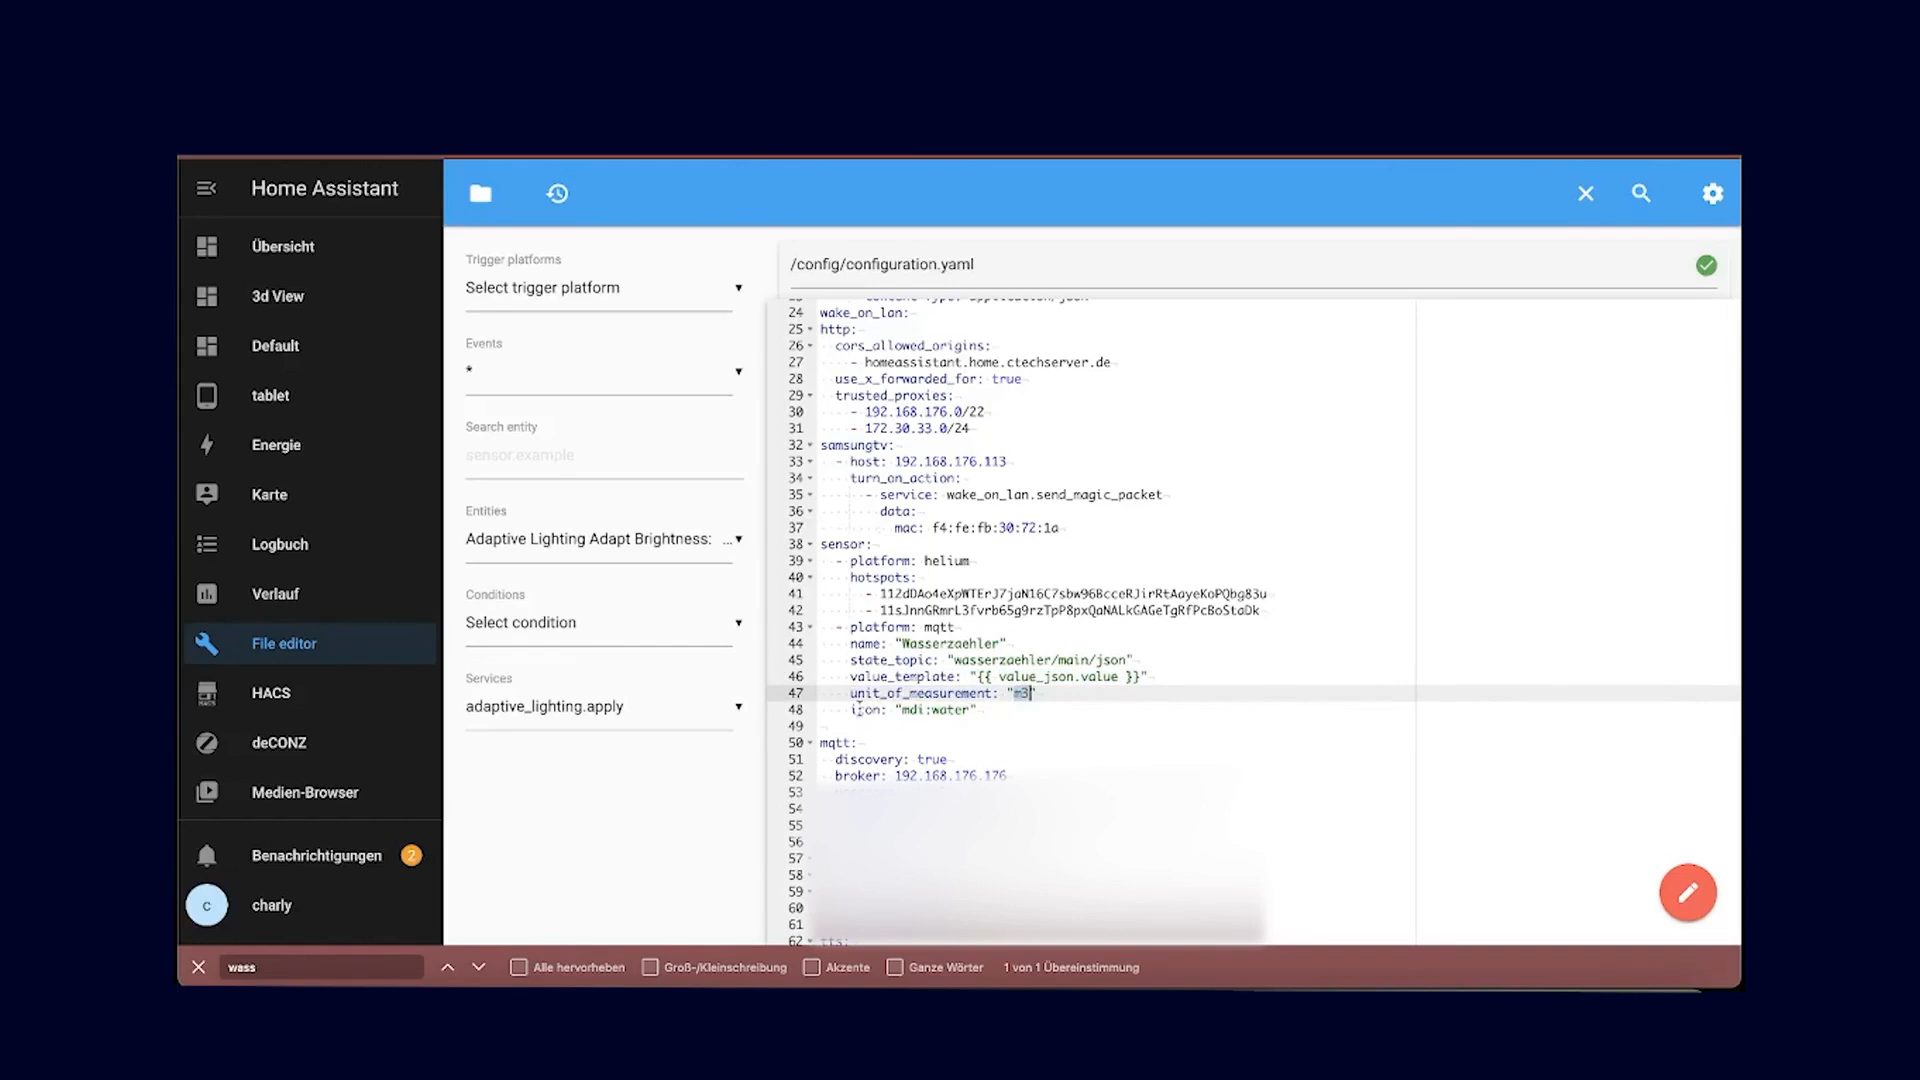 Home Assistant
Übersicht
3d View
Default
tablet
Energie
Karte
Logbuch
Verlauf
File editor
HACS
deCONZ
Medien-Browser
Benachrichtigungen 2
c charly
Trigger platforms
Select trigger platform
Events
*
Search entity
sensor.example
Entities
Adaptive Lighting Adapt Brightness: ...
Conditions
Select condition
Services
adaptive_lighting.apply
/config/configuration.yaml
24 wake_on_lan:
25 http:
26 cors_allowed_origins:
27 - homeassistant.home.ctechserver.de
28 use_x_forwarded_for: true
29 trusted_proxies:
30 - 192.168.176.0/22
31 - 172.30.33.0/24
32 samsungtv:
33 - host: 192.168.176.113
34 turn_on_action:
35 - service: wake_on_lan.send_magic_packet
36 data:
37 mac: f4:fe:fb:30:72:1a
38 sensor:
39 - platform: helium
40 hotspots:
41 - 112dDAo4eXpWTErJ7jaN16C7sbw96BcceRJirRtAayeKoPQbg83u
42 - 11sJnnGRmrL3fvrb65g9rzTpP8pxQaNALkGAGeTgRfPcBoStaDk
43 - platform: mqtt
44 name: "Wasserzaehler"
45 state_topic: "wasserzaehler/main/json"
46 value_template: "{{ value_json.value }}"
47 unit_of_measurement: "m3"
48 icon: "mdi:water"
49
50 mqtt:
51 discovery: true
52 broker: 192.168.176.176
53
54
55
56
57
58
59
60
61
62 tts:
wass
Alle hervorheben
Groß-/Kleinschreibung
Akzente
Ganze Wörter
1 von 1 Übereinstimmung